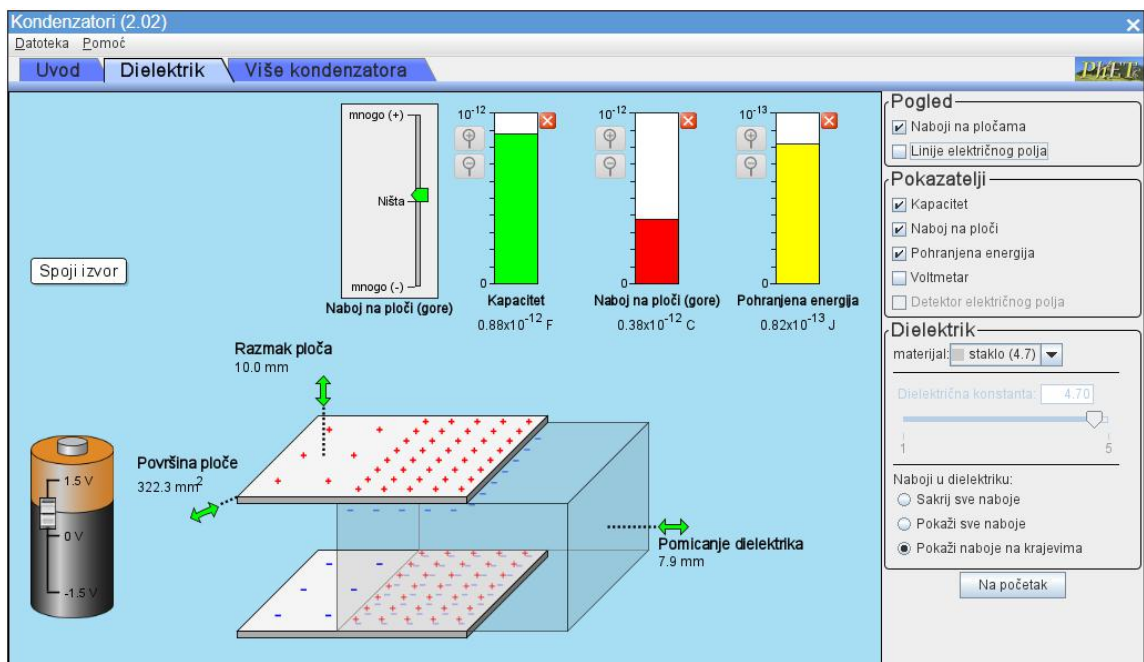 Kondenzatori (2.02)
Datoteka Pomoć
Uvod Dielektrik Više kondenzatora
PhET
mnogo (+)
Ništa
mnogo (-)
Naboj na ploči (gore)
10⁻¹²
0
Kapacitet
0.88x10⁻¹² F
10⁻¹²
0
Naboj na ploči (gore)
0.38x10⁻¹² C
10⁻¹³
0
Pohranjena energija
0.82x10⁻¹³ J
Spoji izvor
Razmak ploča
10.0 mm
Površina ploče
322.3 mm²
Pomicanje dielektrika
7.9 mm
1.5 V
0 V
-1.5 V
Pogled
Naboji na pločama
Linije električnog polja
Pokazatelji
Kapacitet
Naboj na ploči
Pohranjena energija
Voltmetar
Detektor električnog polja
Dielektrik
materijal: staklo (4.7)
Dielektrična konstanta: 4.70
1 5
Naboji u dielektriku:
Sakrij sve naboje
Pokaži sve naboje
Pokaži naboje na krajevima
Na početak